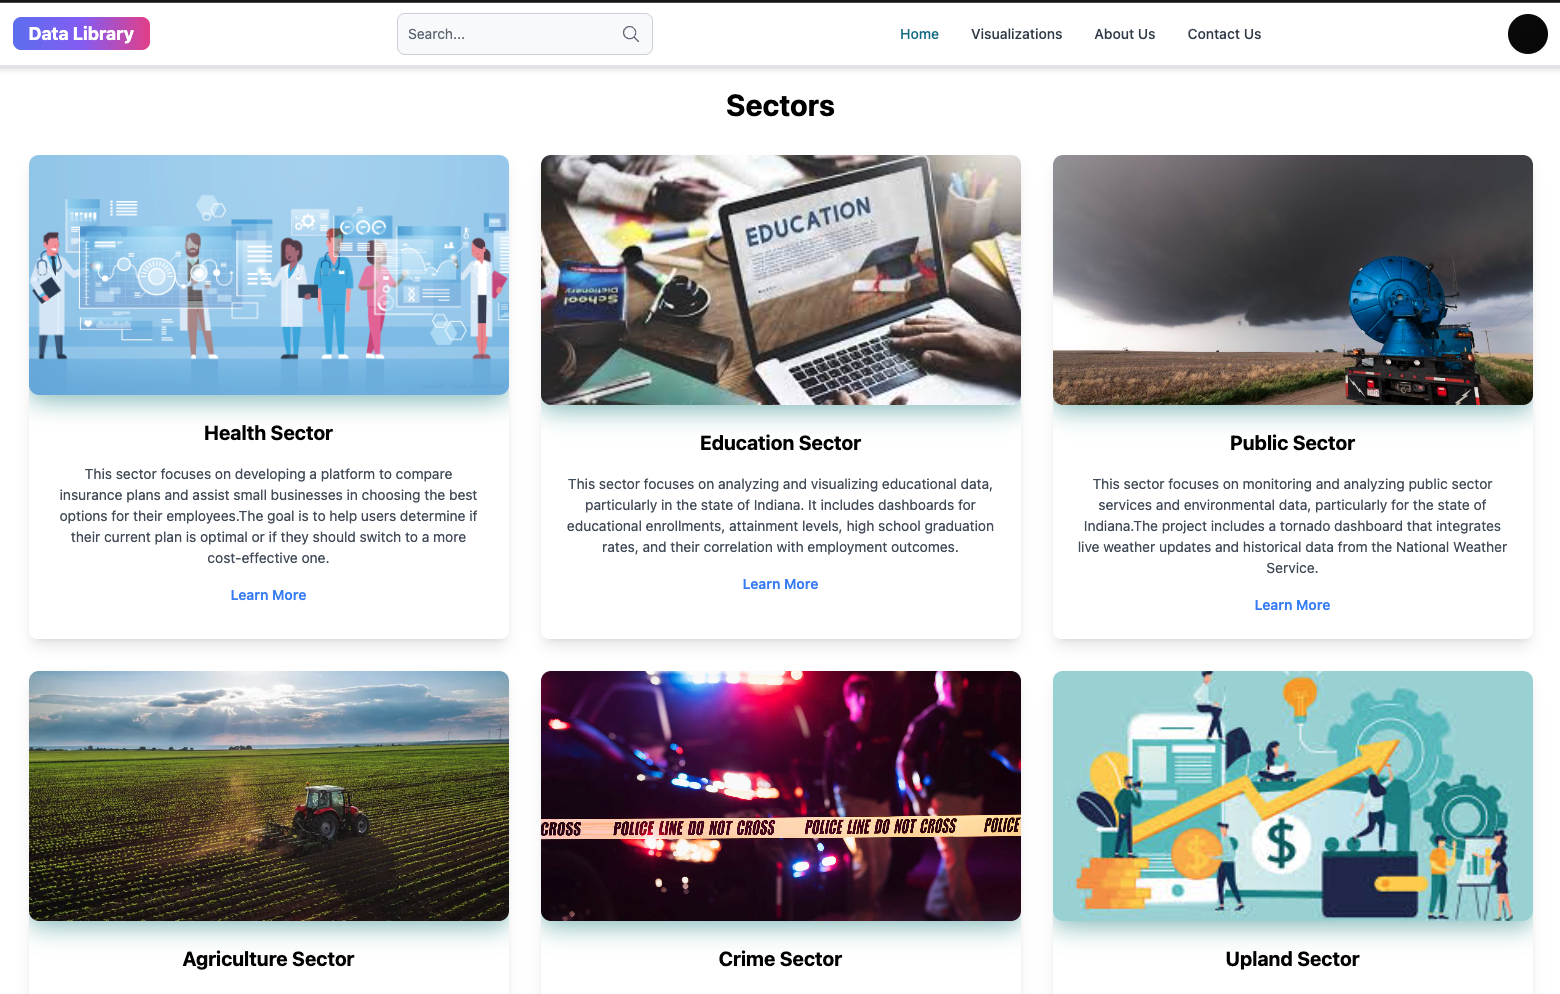 Data Library
Search...
Home
Visualizations
About Us
Contact Us
Sectors
EDUCATION
School
Dictionary
Health Sector
This sector focuses on developing a platform to compare
insurance plans and assist small businesses in choosing the best
options for their employees.The goal is to help users determine if
their current plan is optimal or if they should switch to a more
cost-effective one.
Learn More
Education Sector
This sector focuses on analyzing and visualizing educational data,
particularly in the state of Indiana. It includes dashboards for
educational enrollments, attainment levels, high school graduation
rates, and their correlation with employment outcomes.
Learn More
Public Sector
This sector focuses on monitoring and analyzing public sector
services and environmental data, particularly for the state of
Indiana.The project includes a tornado dashboard that integrates
live weather updates and historical data from the National Weather
Service.
Learn More
CROSS POLICE LINE DO NOT CROSS POLICE LINE DO NOT CROSS POLICE
$
$
Agriculture Sector
Crime Sector
Upland Sector